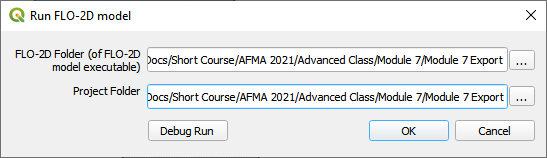 Run FLO-2D model
FLO-2D Folder (of FLO-2D
model executable)
Docs/Short Course/AFMA 2021/Advanced Class/Module 7/Module 7 Export
...
Project Folder
Docs/Short Course/AFMA 2021/Advanced Class/Module 7/Module 7 Export
...
Debug Run
OK
Cancel